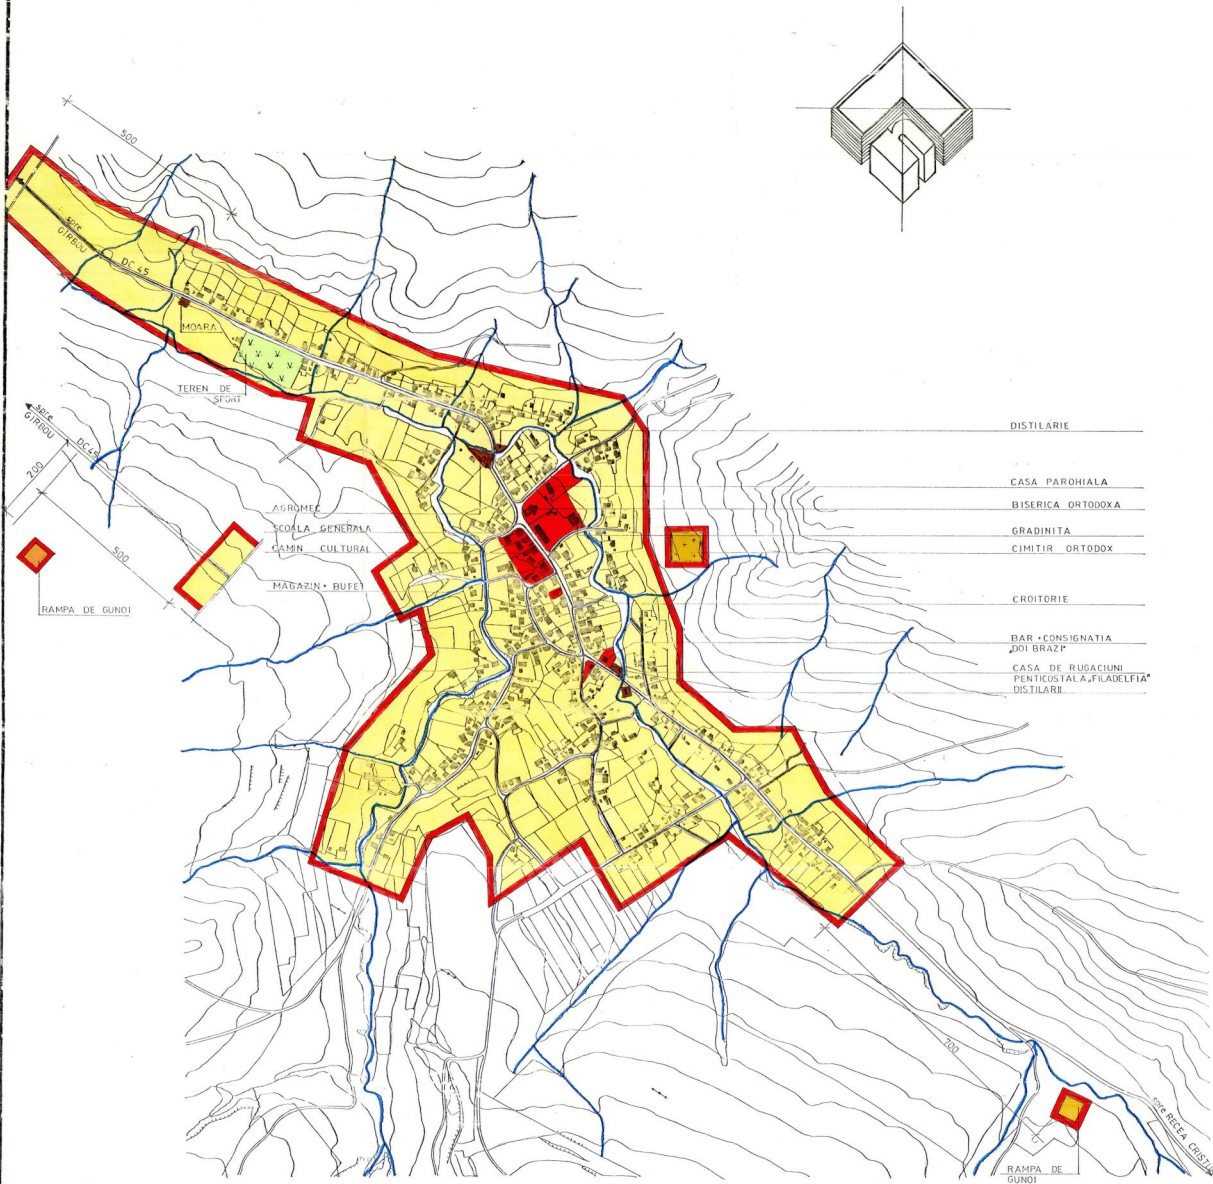 500
spre
GIRBOU
DC 45
MOARA
TEREN DE
SPORT
spre
GIRBOU
DC 45
200
500
RAMPA DE GUNOI
AGROMEC
SCOALA GENERALA
CAMIN CULTURAL
MAGAZIN + BUFET
DISTILARIE
CASA PAROHIALA
BISERICA ORTODOXA
GRADINITA
CIMITIR ORTODOX
CROITORIE
BAR + CONSIGNATIA
„DOI BRAZI"
CASA DE RUGACIUNI
PENTICOSTALA „FILADELFIA"
DISTILARII
700
spre RECEA CRISTUR
RAMPA DE
GUNOI